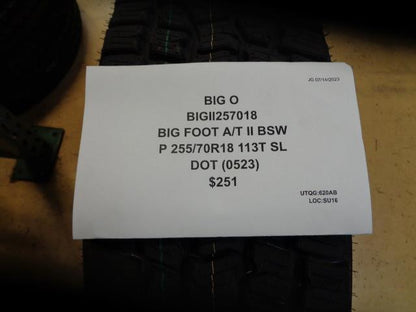 JG 07/14/2023
BIG O
BIGII257018
BIG FOOT A/T II BSW
P 255/70R18 113T SL
DOT (0523)
$251
UTQG:620AB
LOC:SU16